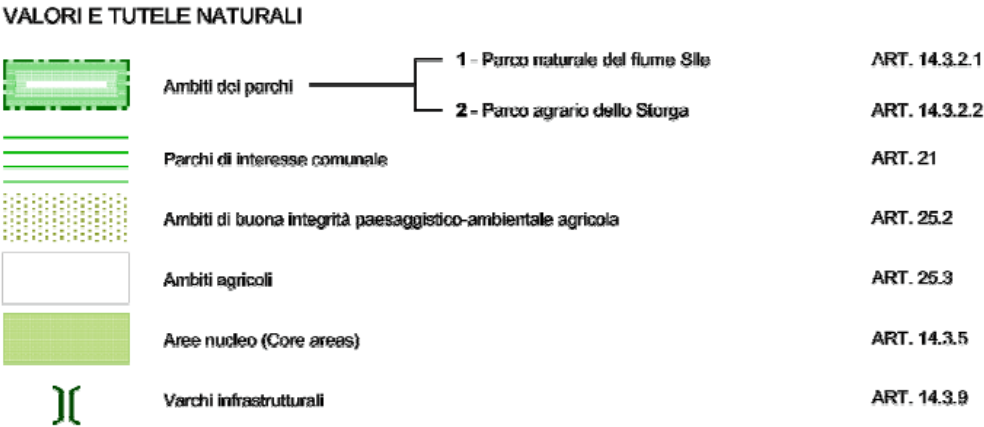 VALORI E TUTELE NATURALI
1 - Parco naturale del fiume Sile ART. 14.3.2.1
Ambiti dei parchi
2 - Parco agrario dello Storga ART. 14.3.2.2
Parchi di interesse comunale ART. 21
Ambiti di buona integrità paesaggistico-ambientale agricola ART. 25.2
Ambiti agricoli ART. 25.3
Aree nucleo (Core areas) ART. 14.3.5
Varchi infrastrutturali ART. 14.3.9